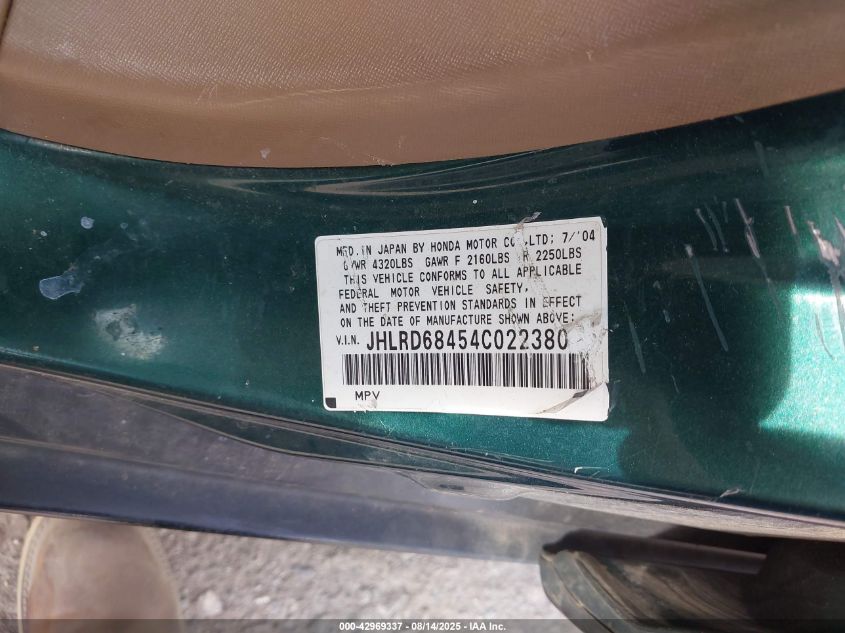 MFD. IN JAPAN BY HONDA MOTOR CO.,LTD; 7/'04
GVWR 4320LBS GAWR F 2160LBS R 2250LBS
THIS VEHICLE CONFORMS TO ALL APPLICABLE
FEDERAL MOTOR VEHICLE SAFETY,
AND THEFT PREVENTION STANDARDS IN EFFECT
ON THE DATE OF MANUFACTURE SHOWN ABOVE;
V.I.N. JHLRD68454C022380
MPV
000-42969337 - 08/14/2025 - IAA Inc.